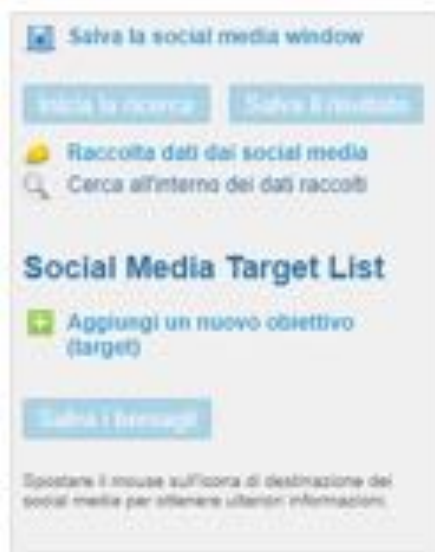 Salva la social media window
Inizia la ricerca Salva il risultato
Raccolta dati dai social media
Cerca all'interno dei dati raccolti
Social Media Target List
Aggiungi un nuovo obiettivo
(target)
Salva i bersagli
Spostare il mouse sull'icona di destinazione dei
social media per ottenere ulteriori informazioni.